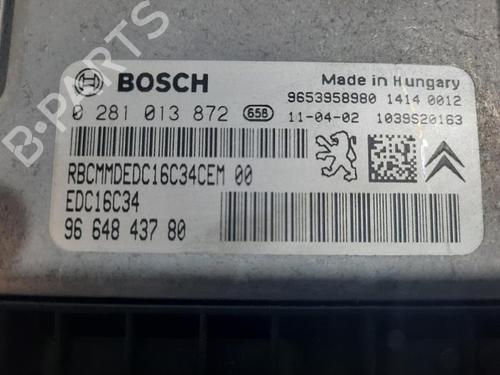 BOSCH
Made in Hungary
0 281 013 872 658
9653958980 1414 0012
11-04-02 1039S20163
RBCMMDEDC16C34CEM 00
EDC16C34
96 648 437 80
B-PARTS